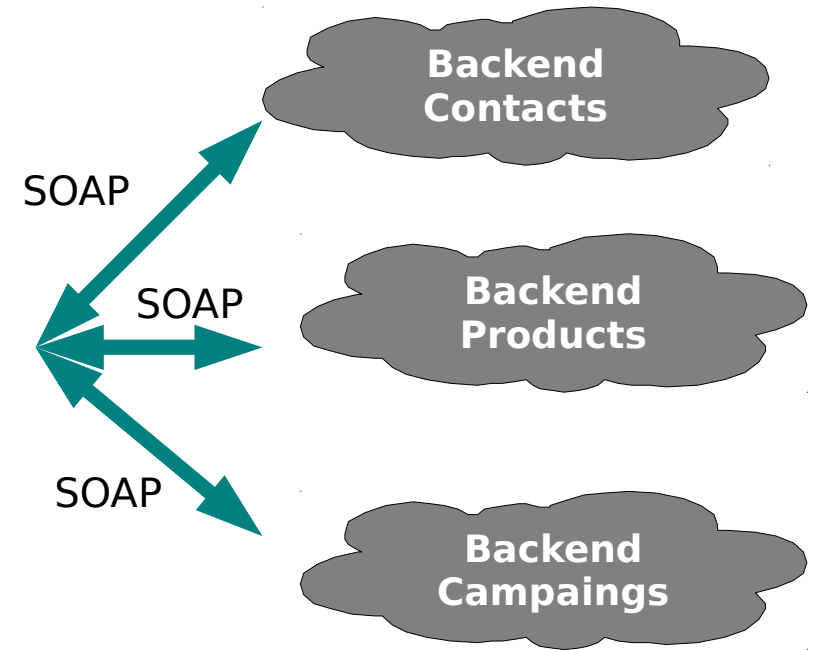 Backend
Contacts
SOAP
SOAP
Backend
Products
SOAP
Backend
Campaings